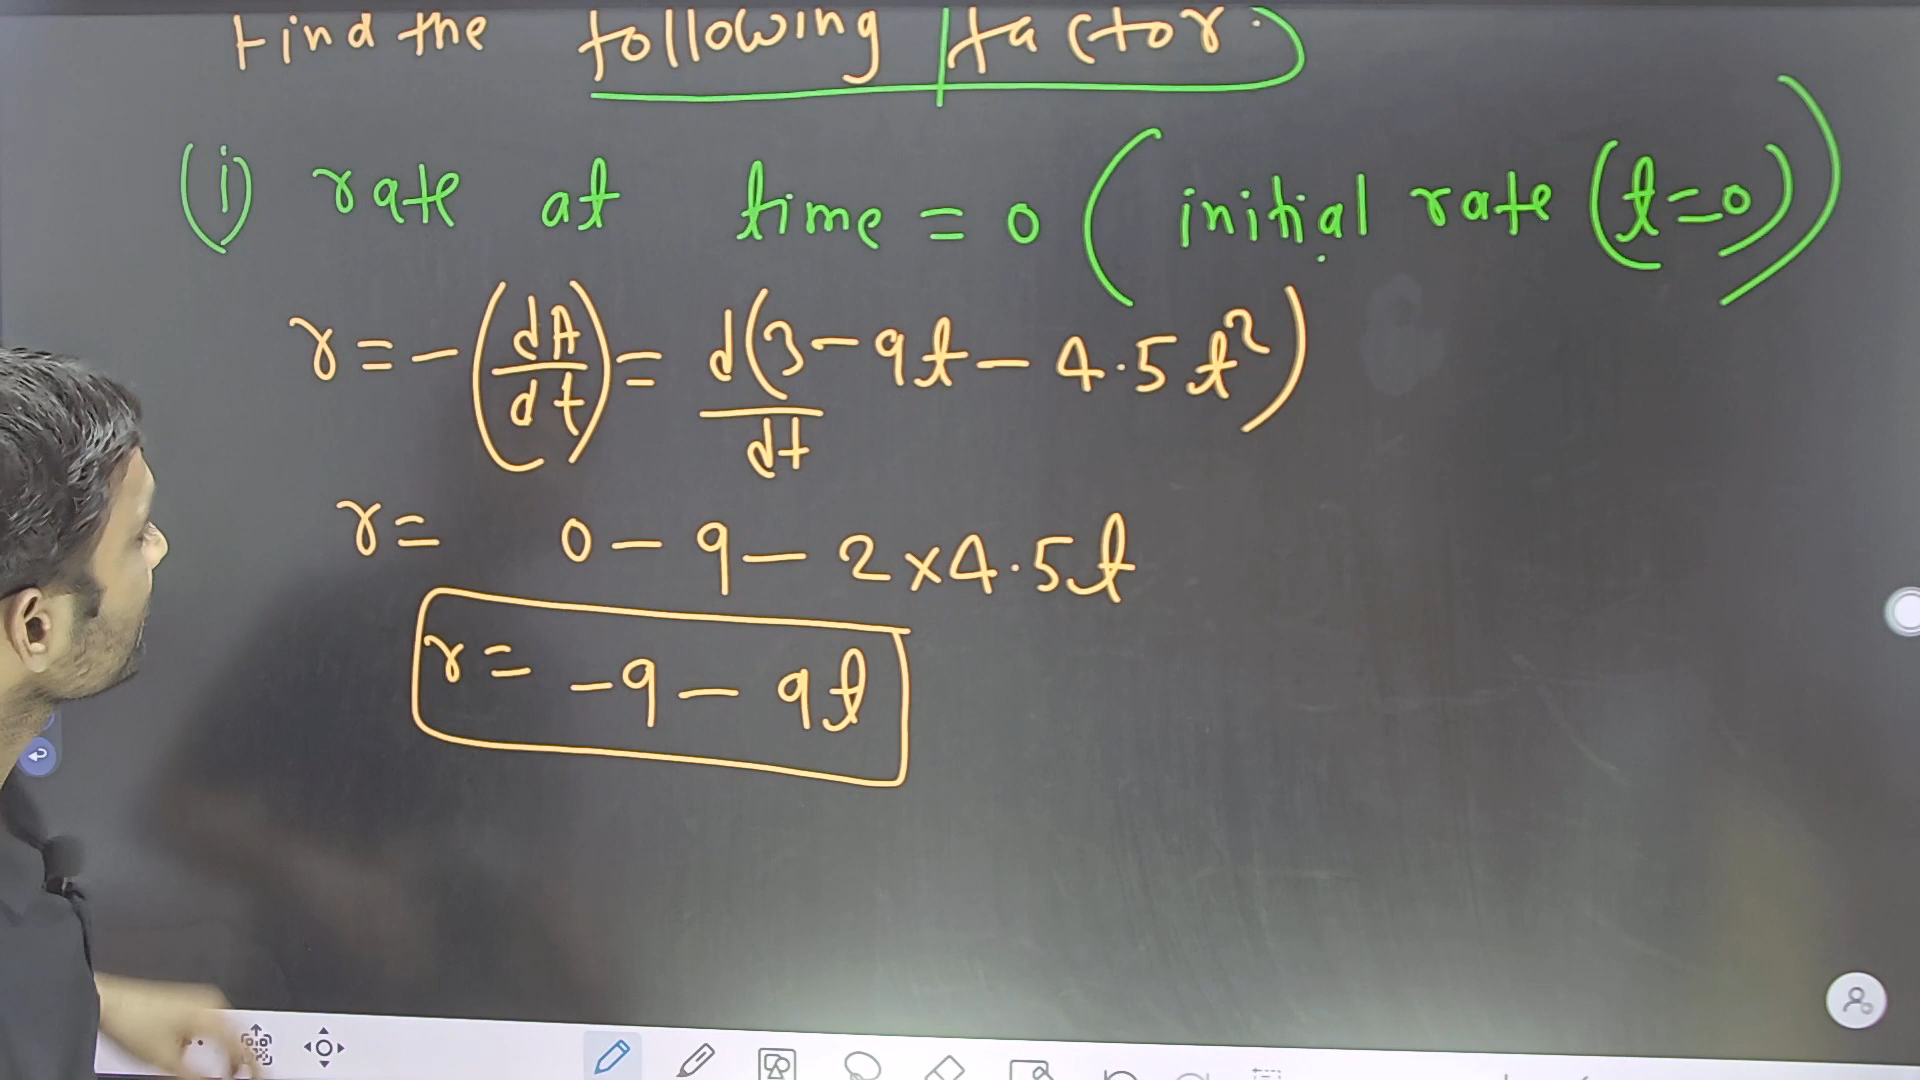 Find the following factor.
(i) rate at time = 0 (initial rate (t=0))
r = - (dA/dt) = d(3 - 9t - 4.5t²)/dt
r = 0 - 9 - 2×4.5t
r = -9 - 9t